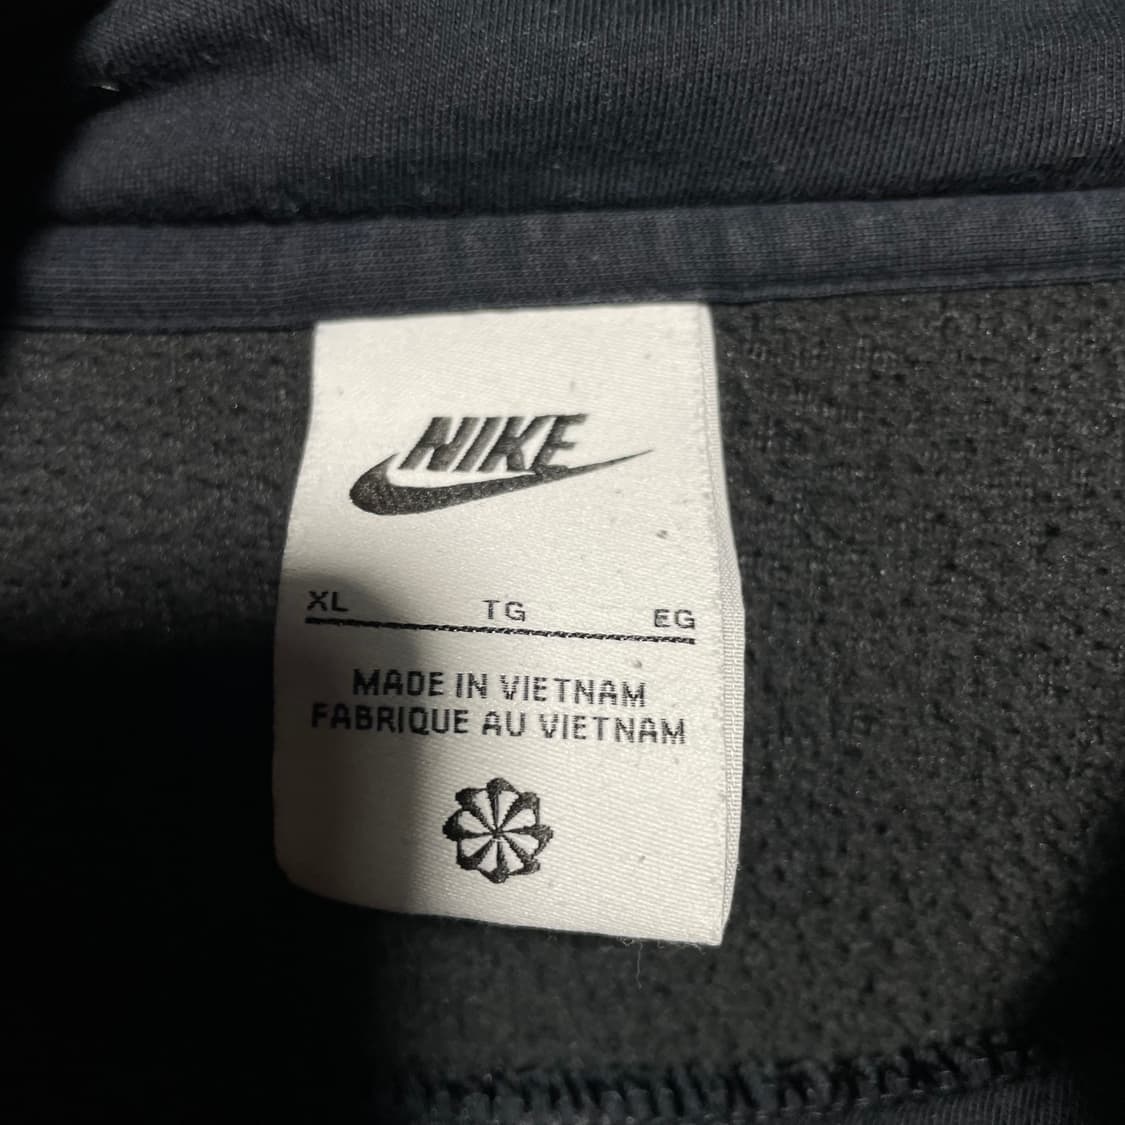 NIKE
XL TG EG
MADE IN VIETNAM
FABRIQUE AU VIETNAM